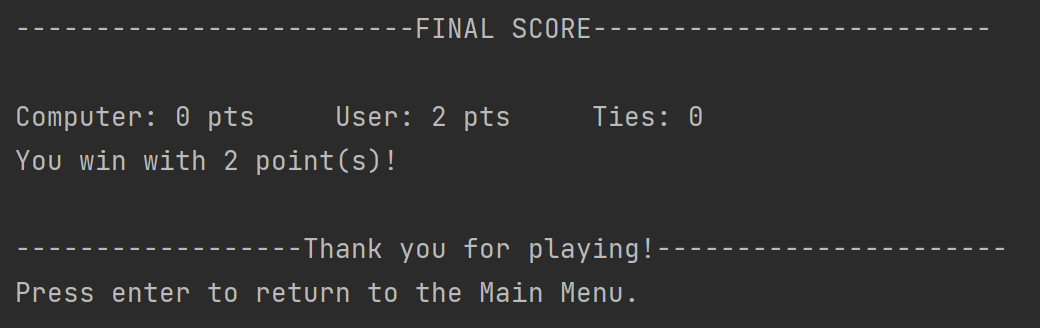 -------------------------FINAL SCORE-------------------------
Computer: 0 pts     User: 2 pts     Ties: 0
You win with 2 point(s)!
------------------Thank you for playing!----------------------
Press enter to return to the Main Menu.